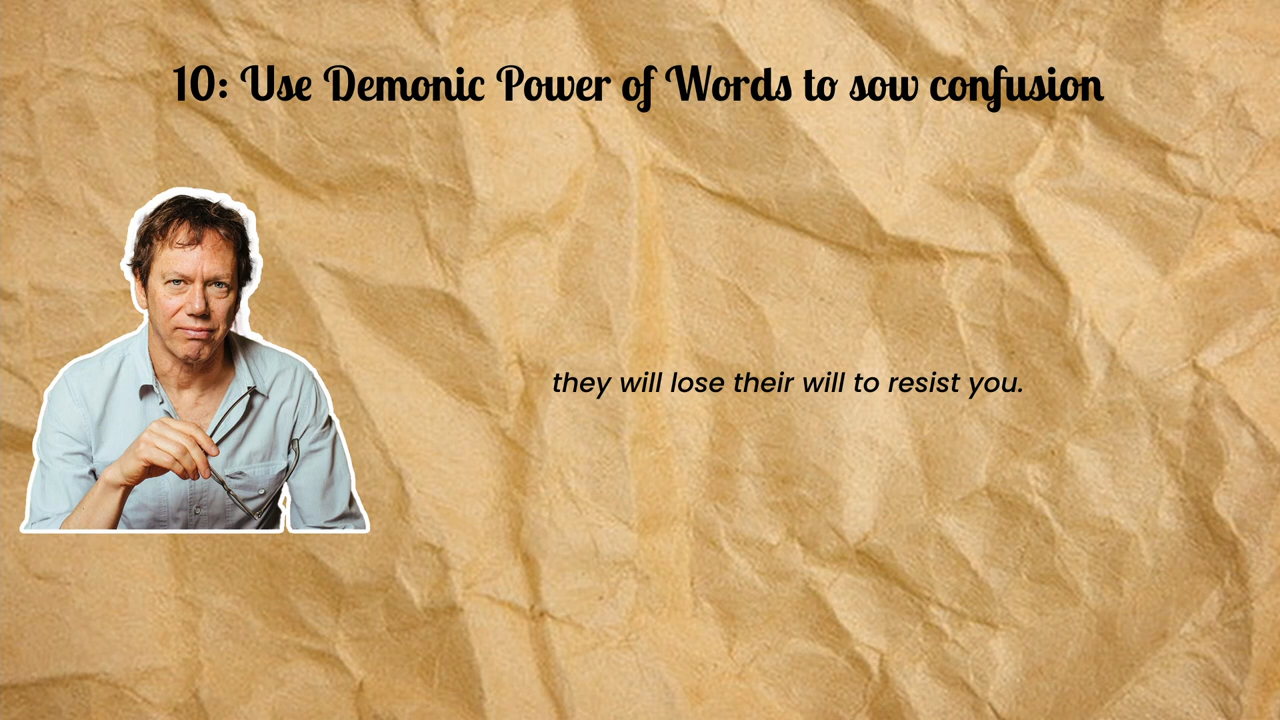 10: Use Demonic Power of Words to sow confusion
they will lose their will to resist you.